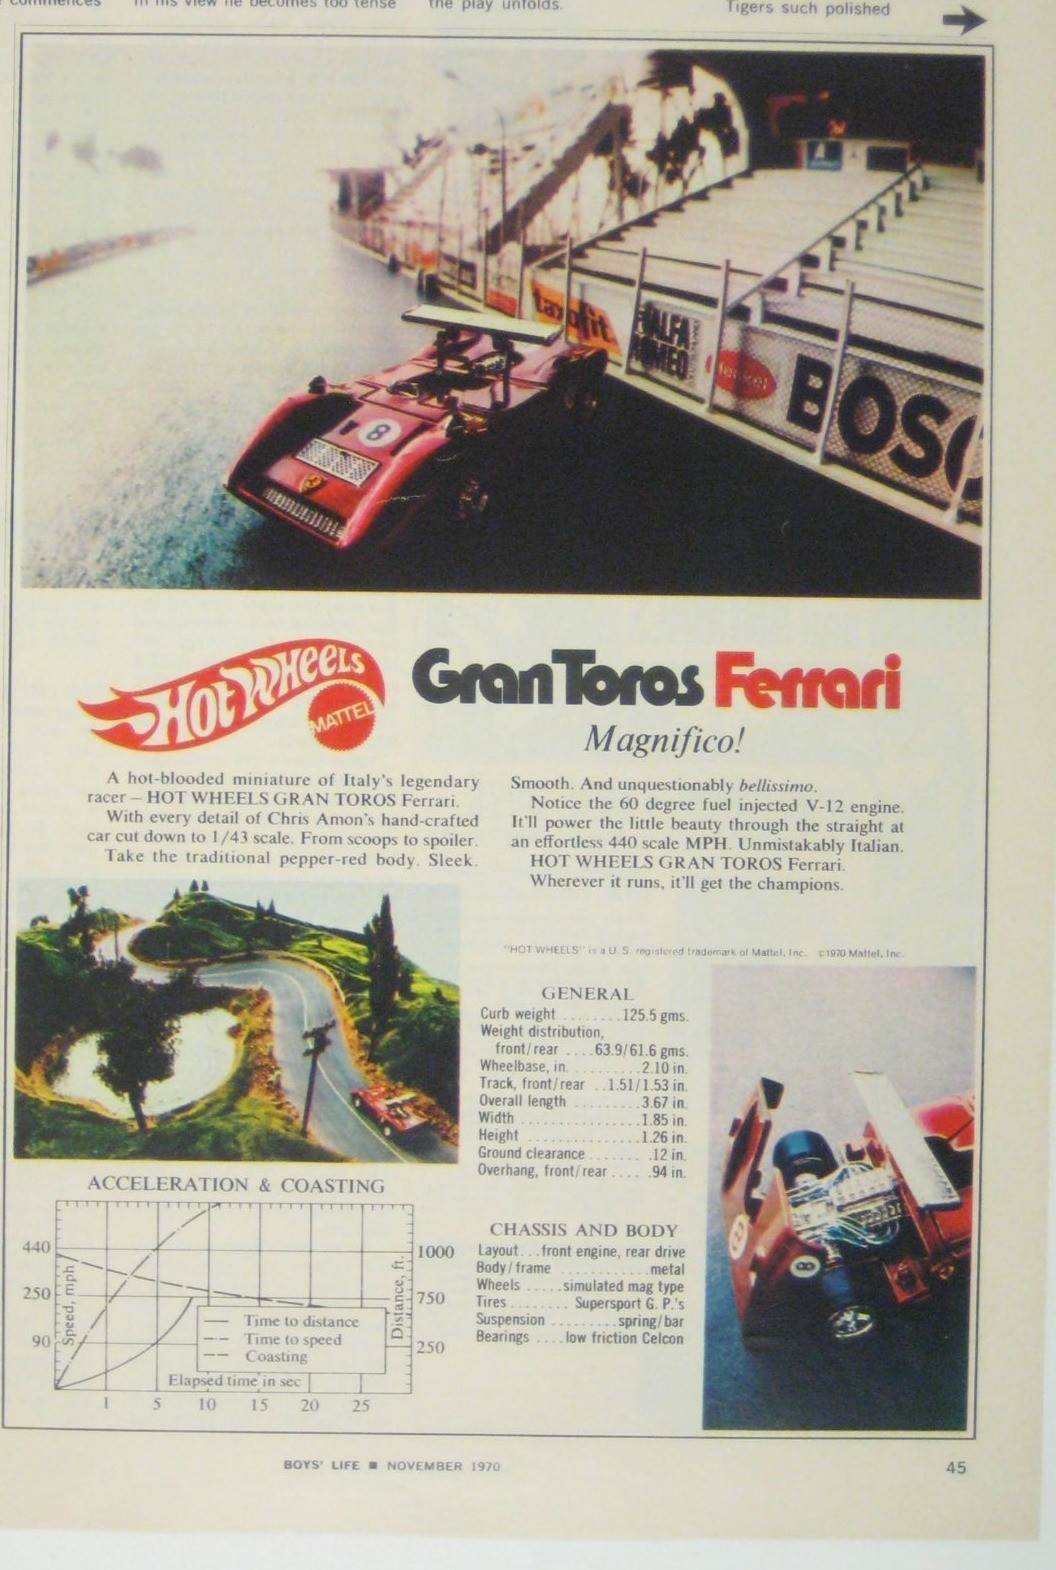 commences
in his view he becomes too tense
the play unfolds.
Tigers such polished
taxofit
ALFA
ROMEO
BOSC
8
HOT WHEELS
MATTEL
Gran Toros Ferrari
Magnifico!
A hot-blooded miniature of Italy's legendary
racer – HOT WHEELS GRAN TOROS Ferrari.
With every detail of Chris Amon's hand-crafted
car cut down to 1/43 scale. From scoops to spoiler.
Take the traditional pepper-red body. Sleek.
Smooth. And unquestionably bellissimo.
Notice the 60 degree fuel injected V-12 engine.
It'll power the little beauty through the straight at
an effortless 440 scale MPH. Unmistakably Italian.
HOT WHEELS GRAN TOROS Ferrari.
Wherever it runs, it'll get the champions.
"HOT WHEELS" is a U. S. registered trademark of Mattel, Inc. ©1970 Mattel, Inc.
GENERAL
Curb weight ........125.5 gms.
Weight distribution,
front/rear ....63.9/61.6 gms.
Wheelbase, in. ..........2.10 in.
Track, front/rear ..1.51/1.53 in.
Overall length .........3.67 in.
Width .................1.85 in.
Height ................1.26 in.
Ground clearance....... .12 in.
Overhang, front/rear .... .94 in.
CHASSIS AND BODY
Layout...front engine, rear drive
Body/frame ............metal
Wheels .....simulated mag type
Tires........ Supersport G. P.'s
Suspension .........spring/bar
Bearings ....low friction Celcon
8
8
ACCELERATION & COASTING
440
250
90
Speed, mph
1000
750
250
Distance, ft.
Time to distance
Time to speed
Coasting
Elapsed time in sec
1 5 10 15 20 25
BOYS' LIFE ■ NOVEMBER 1970
45